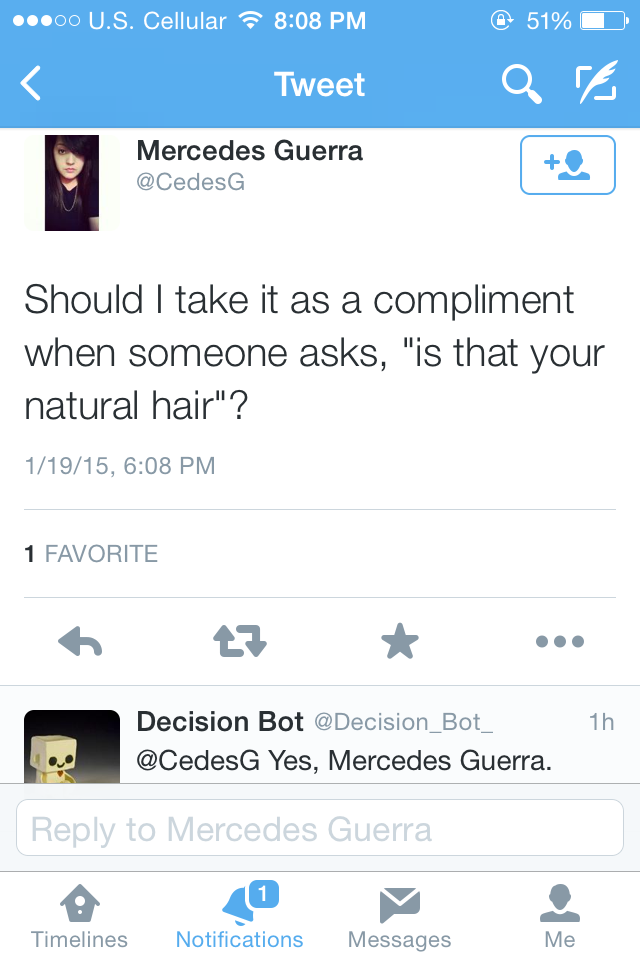 U.S. Cellular 8:08 PM 51%
Tweet
Mercedes Guerra
@CedesG
Should I take it as a compliment
when someone asks, "is that your
natural hair"?
1/19/15, 6:08 PM
1 FAVORITE
Decision Bot @Decision_Bot_ 1h
@CedesG Yes, Mercedes Guerra.
Reply to Mercedes Guerra
1
Timelines Notifications Messages Me